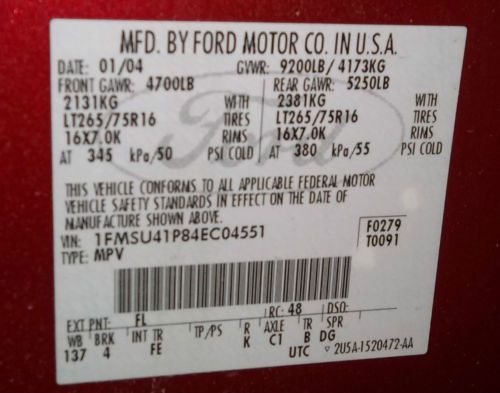 MFD. BY FORD MOTOR CO. IN U.S.A.
DATE: 01/04 GVWR: 9200LB/ 4173KG
FRONT GAWR: 4700LB REAR GAWR: 5250LB
2131KG WITH 2381KG WITH
LT265/75R16 TIRES LT265/75R16 TIRES
16X7.0K RIMS 16X7.0K RIMS
AT 345 kPa/50 PSI COLD AT 380 kPa/55 PSI COLD
THIS VEHICLE CONFORMS TO ALL APPLICABLE FEDERAL MOTOR
VEHICLE SAFETY STANDARDS IN EFFECT ON THE DATE OF
MANUFACTURE SHOWN ABOVE.
VIN: 1FMSU41P84EC04551 F0279
TYPE: MPV T0091
EXT PNT: FL RC: 48 DSO:
WB BRK INT TR TP/PS R AXLE TR SPR
137 4 FE K C1 B DG
UTC 2U5A-1520472-AA
Ford